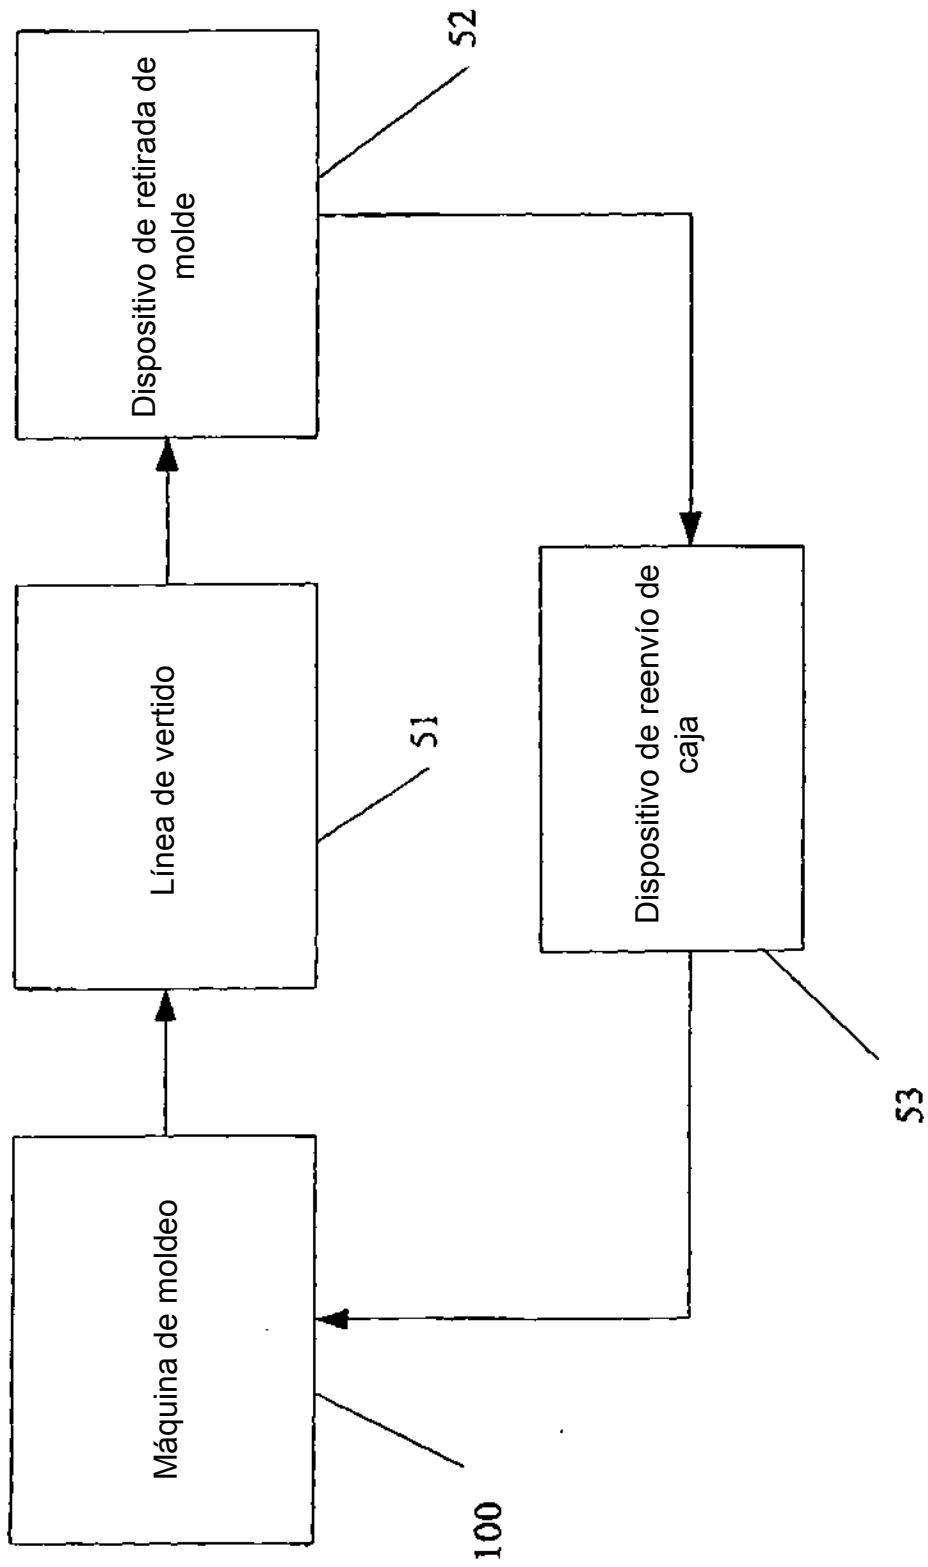 Máquina de moldeo
100
Línea de vertido
51
Dispositivo de retirada de
molde
52
Dispositivo de reenvío de
caja
53